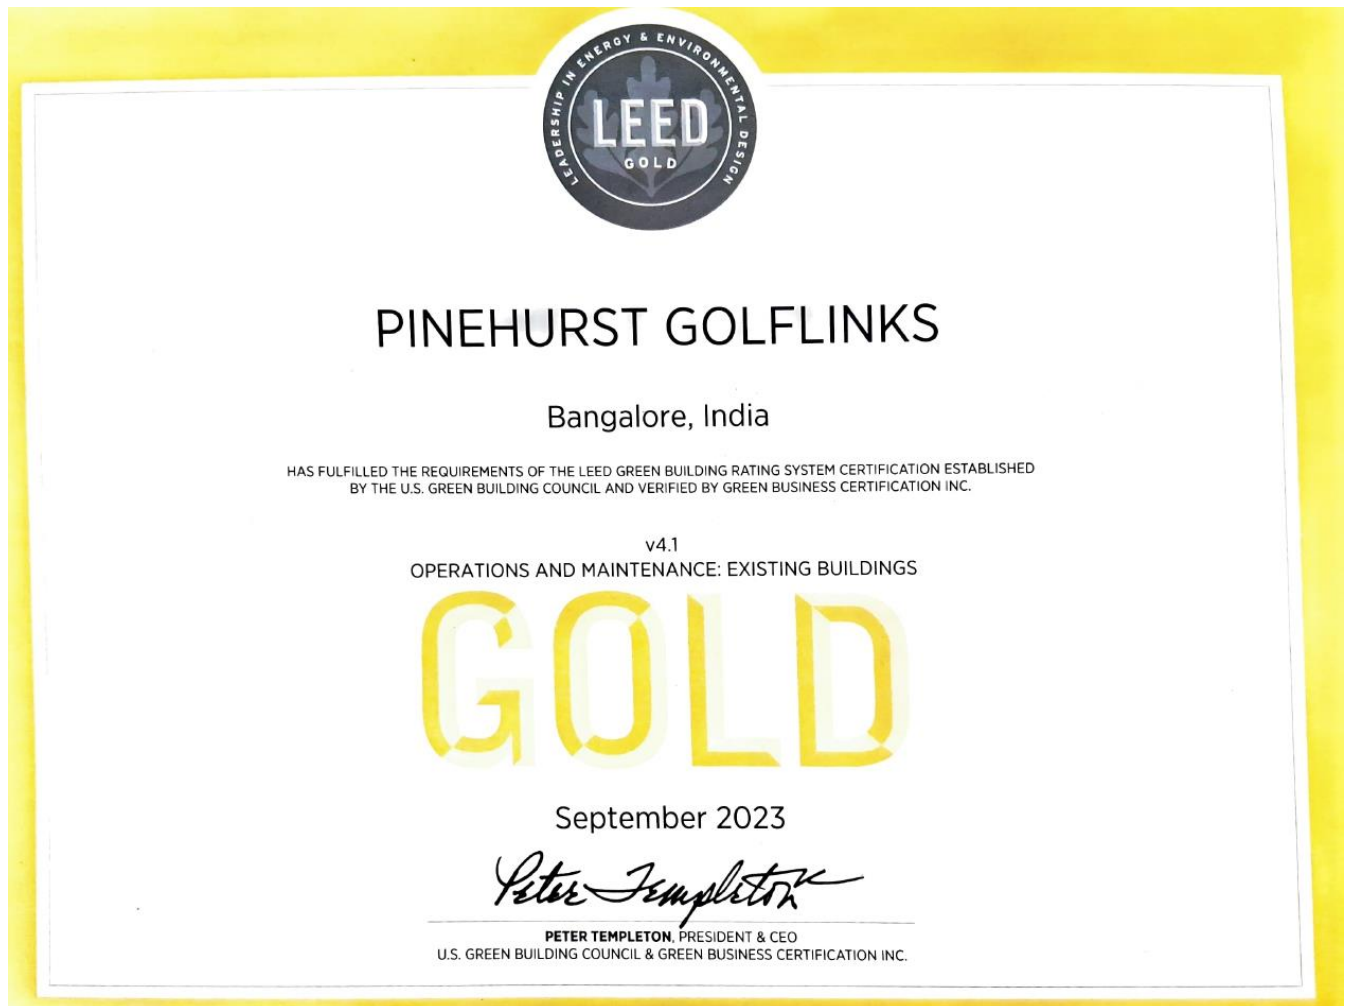 LEADERSHIP IN ENERGY & ENVIRONMENTAL DESIGN
LEED
GOLD
PINEHURST GOLFLINKS
Bangalore, India
HAS FULFILLED THE REQUIREMENTS OF THE LEED GREEN BUILDING RATING SYSTEM CERTIFICATION ESTABLISHED
BY THE U.S. GREEN BUILDING COUNCIL AND VERIFIED BY GREEN BUSINESS CERTIFICATION INC.
v4.1
OPERATIONS AND MAINTENANCE: EXISTING BUILDINGS
GOLD
September 2023
Peter Templeton
PETER TEMPLETON, PRESIDENT & CEO
U.S. GREEN BUILDING COUNCIL & GREEN BUSINESS CERTIFICATION INC.